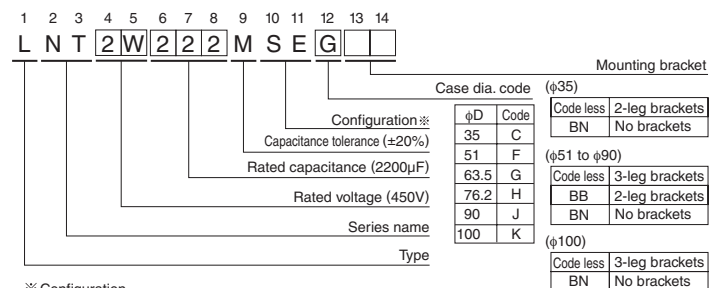 1 2 3 4 5 6 7 8 9 10 11 12 13 14
L N T 2 W 2 2 2 M S E G
Mounting bracket
Case dia. code
Configuration※
Capacitance tolerance (±20%)
Rated capacitance (2200µF)
Rated voltage (450V)
Series name
Type
ϕD Code
35 C
51 F
63.5 G
76.2 H
90 J
100 K
(ϕ35)
Code less 2-leg brackets
BN No brackets
(ϕ51 to ϕ90)
Code less 3-leg brackets
BB 2-leg brackets
BN No brackets
(ϕ100)
Code less 3-leg brackets
BN No brackets
※Configuration